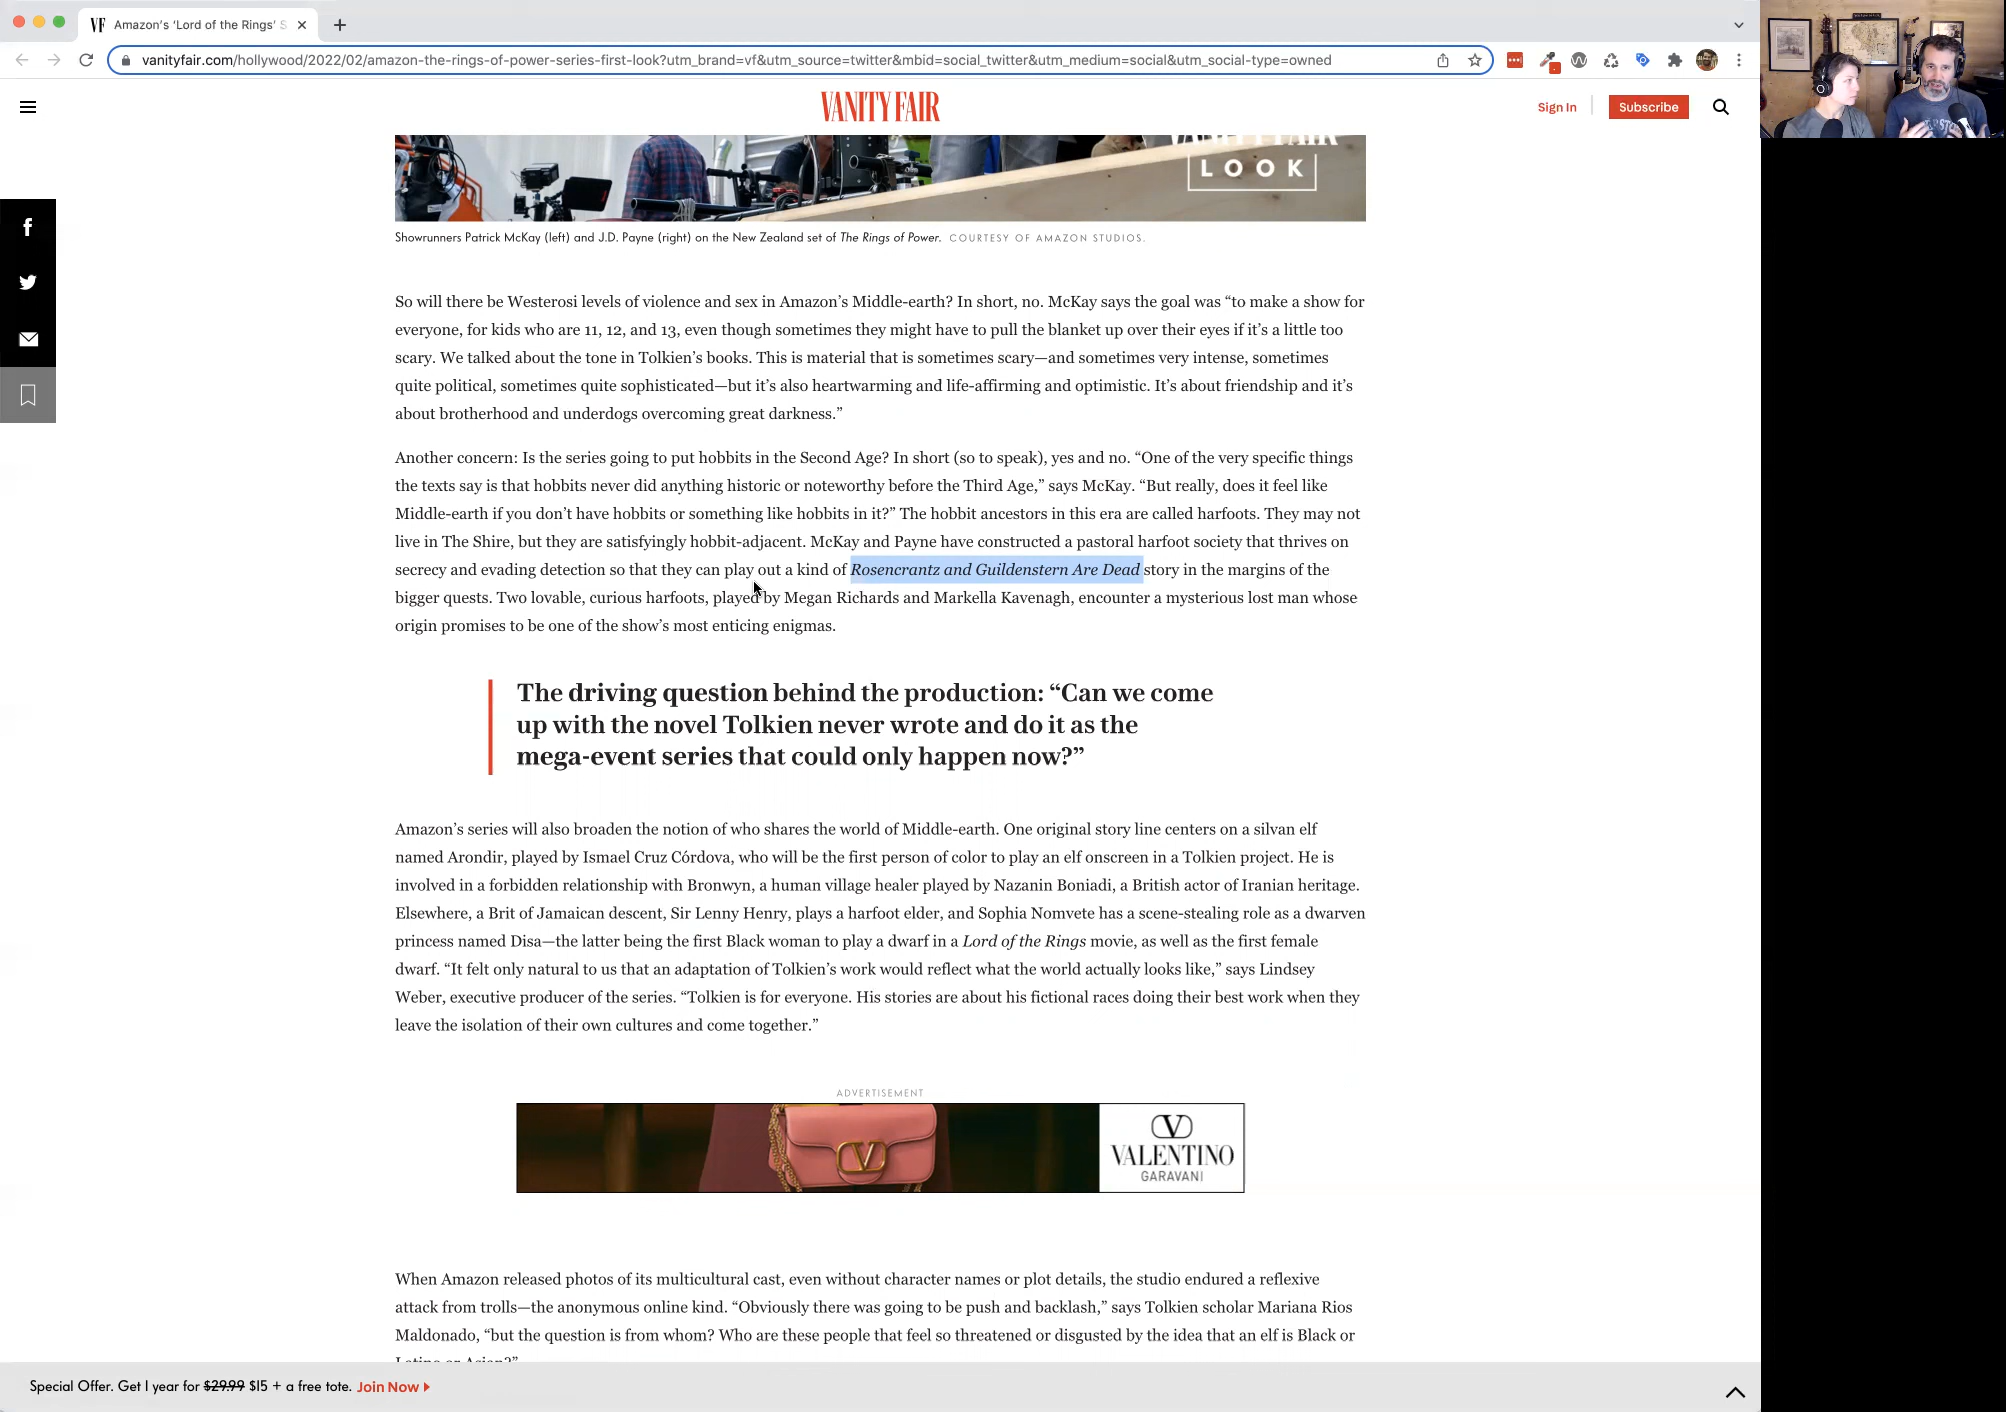 VF Amazon's 'Lord of the Rings' S
vanityfair.com/hollywood/2022/02/amazon-the-rings-of-power-series-first-look?utm_brand=vf&utm_source=twitter&mbid=social_twitter&utm_medium=social&utm_social-type=owned
VANITY FAIR
Sign In
Subscribe
VANITY FAIR
LOOK
Showrunners Patrick McKay (left) and J.D. Payne (right) on the New Zealand set of The Rings of Power. COURTESY OF AMAZON STUDIOS.
So will there be Westerosi levels of violence and sex in Amazon’s Middle-earth? In short, no. McKay says the goal was “to make a show for
everyone, for kids who are 11, 12, and 13, even though sometimes they might have to pull the blanket up over their eyes if it’s a little too
scary. We talked about the tone in Tolkien’s books. This is material that is sometimes scary—and sometimes very intense, sometimes
quite political, sometimes quite sophisticated—but it’s also heartwarming and life-affirming and optimistic. It’s about friendship and it’s
about brotherhood and underdogs overcoming great darkness.”
Another concern: Is the series going to put hobbits in the Second Age? In short (so to speak), yes and no. “One of the very specific things
the texts say is that hobbits never did anything historic or noteworthy before the Third Age,” says McKay. “But really, does it feel like
Middle-earth if you don’t have hobbits or something like hobbits in it?” The hobbit ancestors in this era are called harfoots. They may not
live in The Shire, but they are satisfyingly hobbit-adjacent. McKay and Payne have constructed a pastoral harfoot society that thrives on
secrecy and evading detection so that they can play out a kind of Rosencrantz and Guildenstern Are Dead story in the margins of the
bigger quests. Two lovable, curious harfoots, played by Megan Richards and Markella Kavenagh, encounter a mysterious lost man whose
origin promises to be one of the show’s most enticing enigmas.
The driving question behind the production: “Can we come
up with the novel Tolkien never wrote and do it as the
mega-event series that could only happen now?”
Amazon’s series will also broaden the notion of who shares the world of Middle-earth. One original story line centers on a silvan elf
named Arondir, played by Ismael Cruz Córdova, who will be the first person of color to play an elf onscreen in a Tolkien project. He is
involved in a forbidden relationship with Bronwyn, a human village healer played by Nazanin Boniadi, a British actor of Iranian heritage.
Elsewhere, a Brit of Jamaican descent, Sir Lenny Henry, plays a harfoot elder, and Sophia Nomvete has a scene-stealing role as a dwarven
princess named Disa—the latter being the first Black woman to play a dwarf in a Lord of the Rings movie, as well as the first female
dwarf. “It felt only natural to us that an adaptation of Tolkien’s work would reflect what the world actually looks like,” says Lindsey
Weber, executive producer of the series. “Tolkien is for everyone. His stories are about his fictional races doing their best work when they
leave the isolation of their own cultures and come together.”
ADVERTISEMENT
VALENTINO
GARAVANI
When Amazon released photos of its multicultural cast, even without character names or plot details, the studio endured a reflexive
attack from trolls—the anonymous online kind. “Obviously there was going to be push and backlash,” says Tolkien scholar Mariana Rios
Maldonado, “but the question is from whom? Who are these people that feel so threatened or disgusted by the idea that an elf is Black or
Latino or Asian?”
Special Offer. Get 1 year for $29.99 $15 + a free tote. Join Now